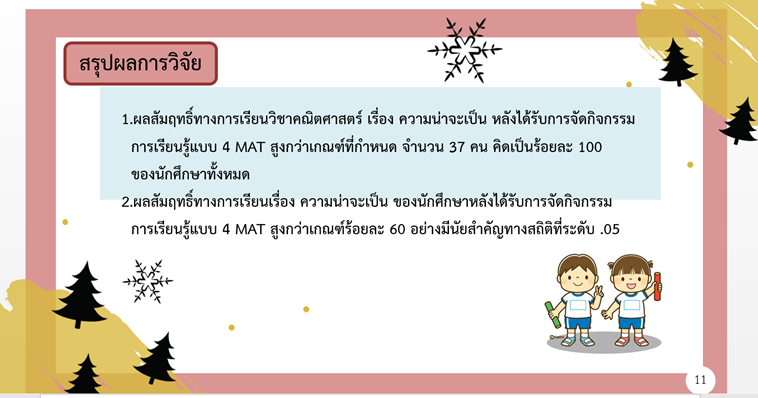 สรุปผลการวิจัย
1.ผลสัมฤทธิ์ทางการเรียนวิชาคณิตศาสตร์ เรื่อง ความน่าจะเป็น หลังได้รับการจัดกิจกรรม
การเรียนรู้แบบ 4 MAT สูงกว่าเกณฑ์ที่กำหนด จำนวน 37 คน คิดเป็นร้อยละ 100
ของนักศึกษาทั้งหมด
2.ผลสัมฤทธิ์ทางการเรียนเรื่อง ความน่าจะเป็น ของนักศึกษาหลังได้รับการจัดกิจกรรม
การเรียนรู้แบบ 4 MAT สูงกว่าเกณฑ์ร้อยละ 60 อย่างมีนัยสำคัญทางสถิติที่ระดับ .05
11